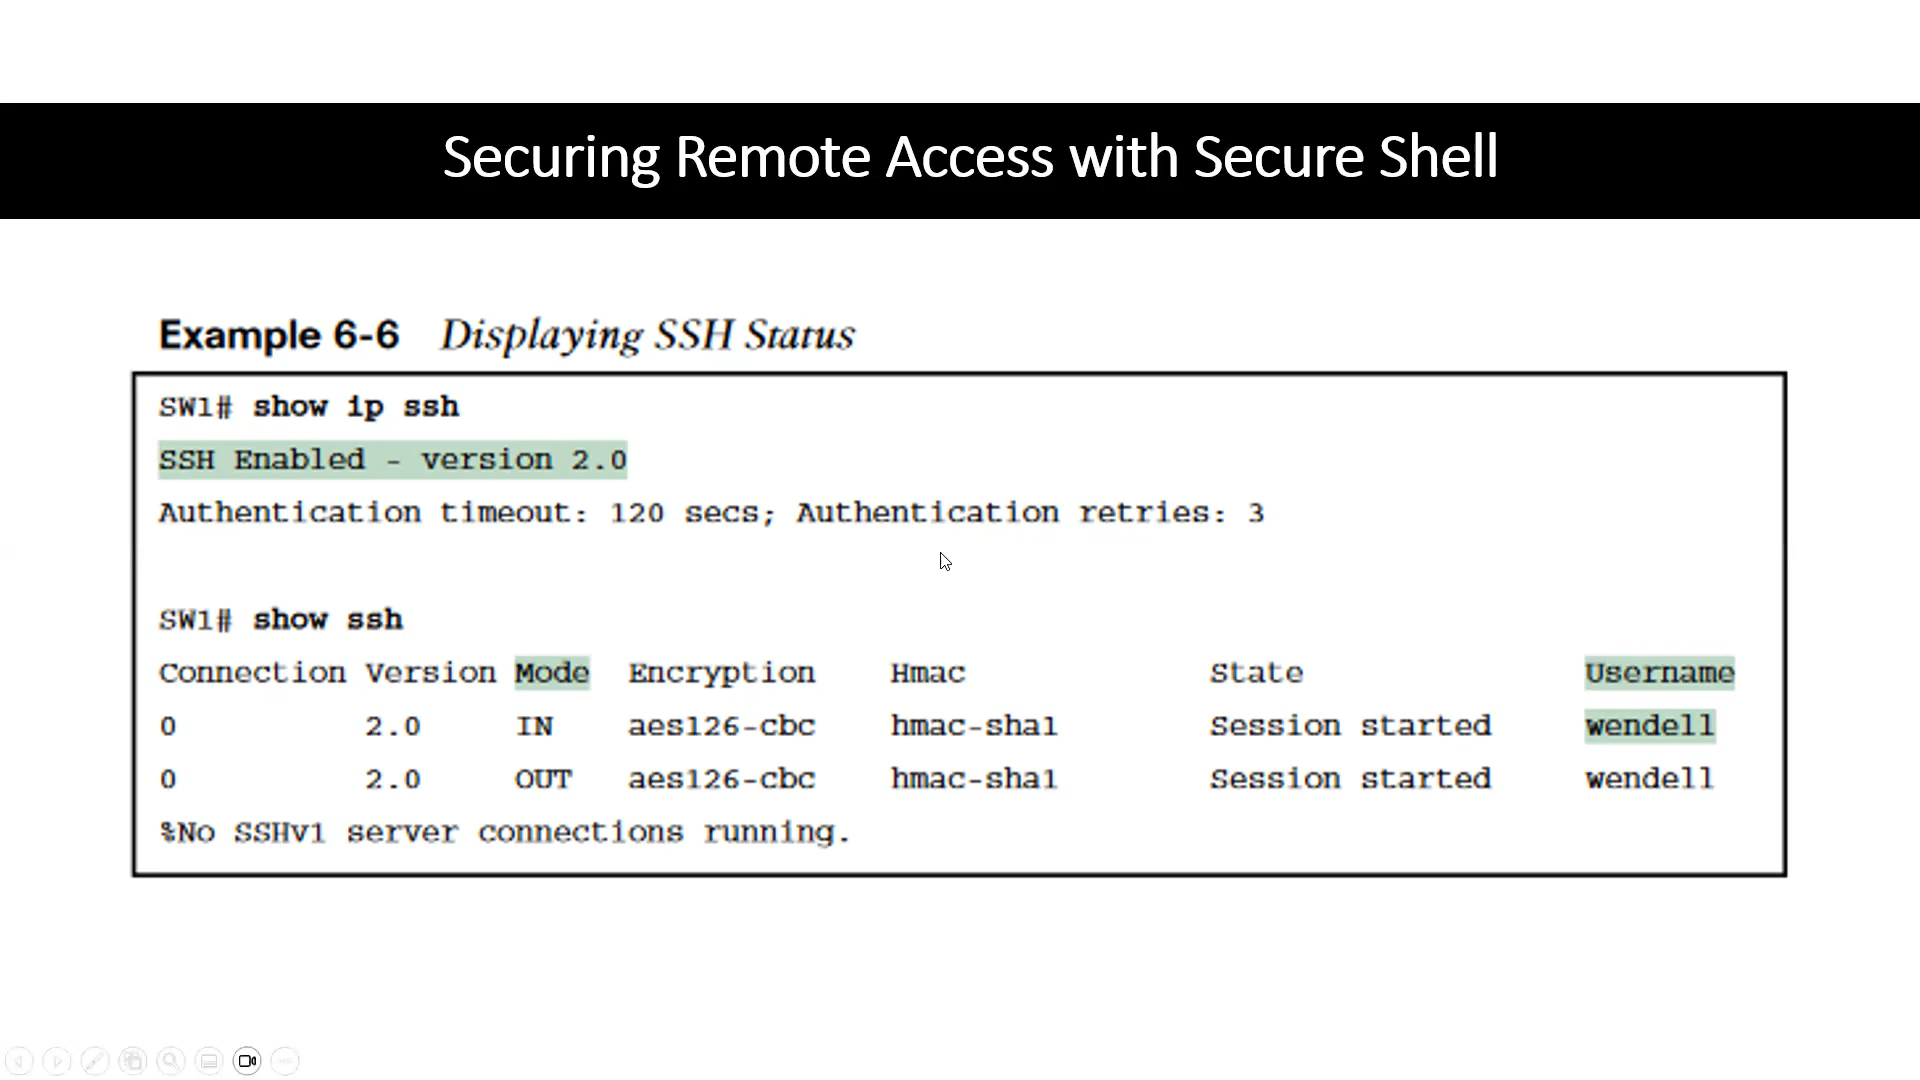 Securing Remote Access with Secure Shell
Example 6-6 Displaying SSH Status
SW1# show ip ssh
SSH Enabled - version 2.0
Authentication timeout: 120 secs; Authentication retries: 3
SW1# show ssh
Connection Version Mode Encryption Hmac State Username
0 2.0 IN aes126-cbc hmac-sha1 Session started wendell
0 2.0 OUT aes126-cbc hmac-sha1 Session started wendell
%No SSHv1 server connections running.